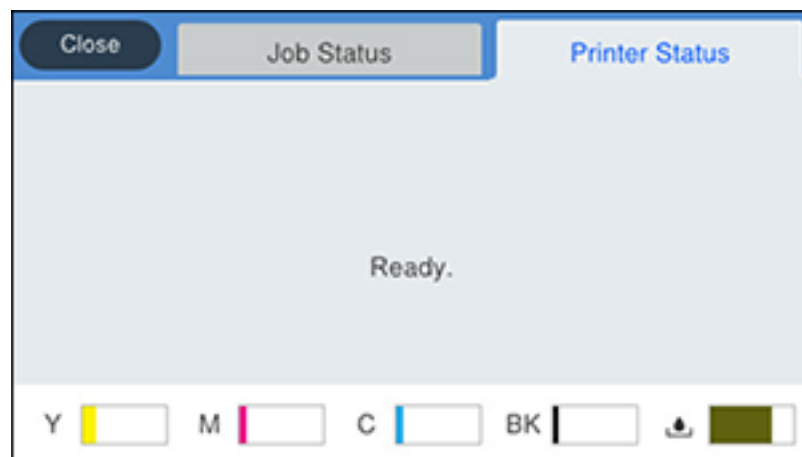 Close
Job Status
Printer Status
Ready.
Y
M
C
BK